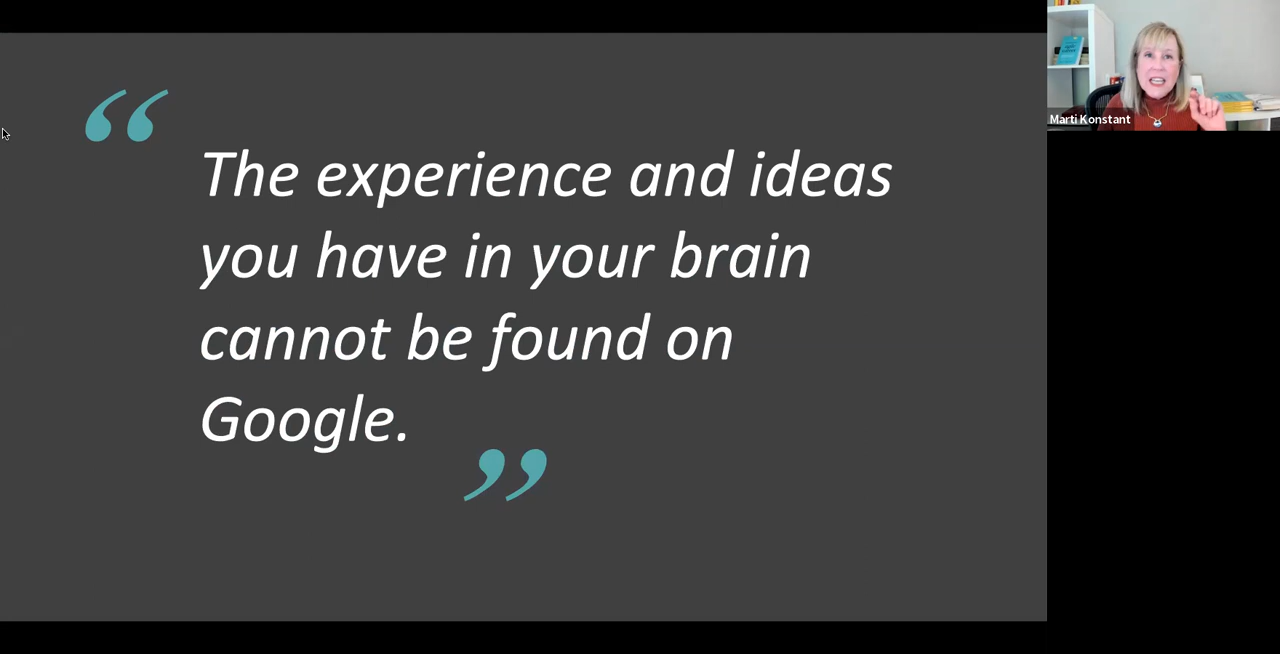 “
The experience and ideas
you have in your brain
cannot be found on
Google.
”
Marti Konstant